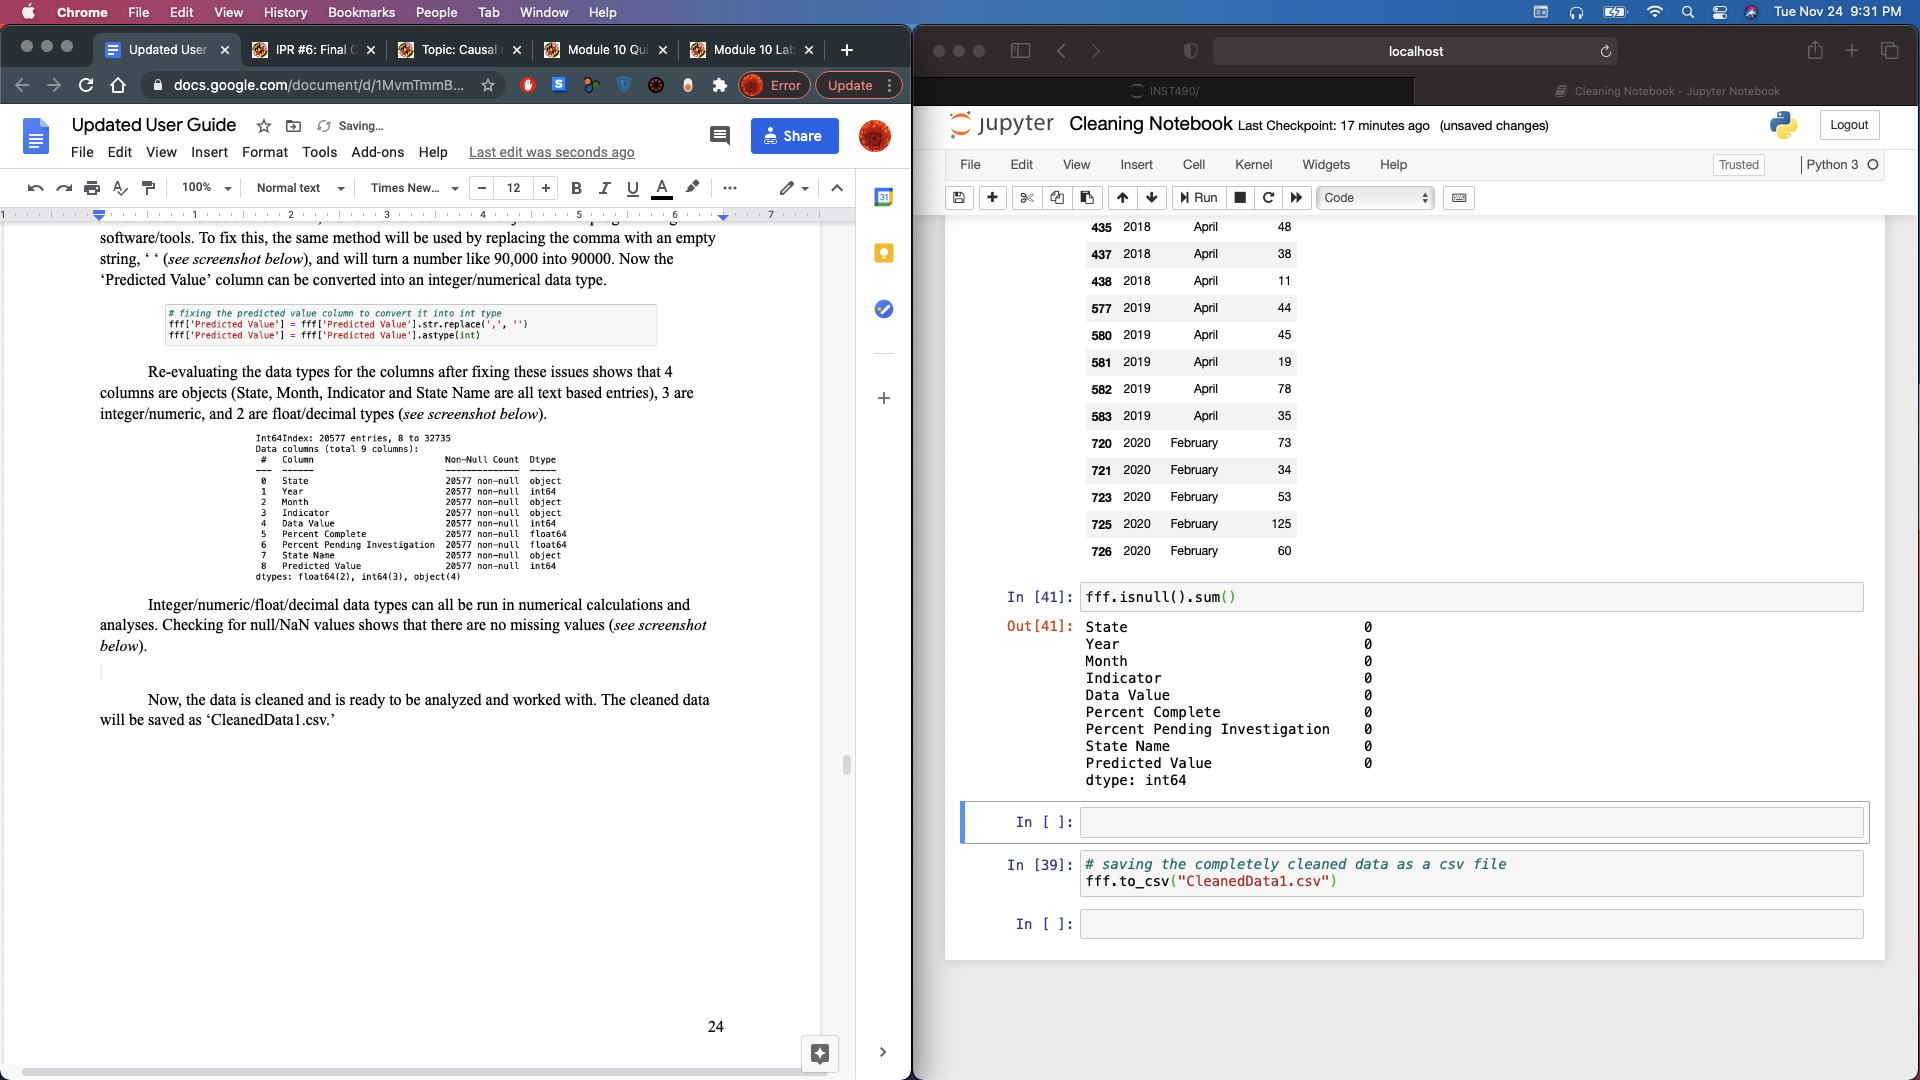 Chrome File Edit View History Bookmarks People Tab Window Help Tue Nov 24 9:31 PM
Updated User IPR #6: Final C Topic: Causal Module 10 Qui Module 10 Lab
docs.google.com/document/d/1MvmTmmB... Error Update
Updated User Guide Saving...
File Edit View Insert Format Tools Add-ons Help Last edit was seconds ago
Share
100% Normal text Times New... 12 B I U A
1 1 2 3 4 5 6 7
software/tools. To fix this, the same method will be used by replacing the comma with an empty
string, ‘ ‘ (see screenshot below), and will turn a number like 90,000 into 90000. Now the
‘Predicted Value’ column can be converted into an integer/numerical data type.
# fixing the predicted value column to convert it into int type
fff['Predicted Value'] = fff['Predicted Value'].str.replace(',', '')
fff['Predicted Value'] = fff['Predicted Value'].astype(int)
Re-evaluating the data types for the columns after fixing these issues shows that 4
columns are objects (State, Month, Indicator and State Name are all text based entries), 3 are
integer/numeric, and 2 are float/decimal types (see screenshot below).
Int64Index: 20577 entries, 8 to 32735
Data columns (total 9 columns):
# Column Non-Null Count Dtype
--- ------ -------------- -----
0 State 20577 non-null object
1 Year 20577 non-null int64
2 Month 20577 non-null object
3 Indicator 20577 non-null object
4 Data Value 20577 non-null int64
5 Percent Complete 20577 non-null float64
6 Percent Pending Investigation 20577 non-null float64
7 State Name 20577 non-null object
8 Predicted Value 20577 non-null int64
dtypes: float64(2), int64(3), object(4)
Integer/numeric/float/decimal data types can all be run in numerical calculations and
analyses. Checking for null/NaN values shows that there are no missing values (see screenshot
below).
Now, the data is cleaned and is ready to be analyzed and worked with. The cleaned data
will be saved as ‘CleanedData1.csv.’
24
31
localhost
INST490/ Cleaning Notebook - Jupyter Notebook
jupyter Cleaning Notebook Last Checkpoint: 17 minutes ago (unsaved changes) Logout
File Edit View Insert Cell Kernel Widgets Help Trusted Python 3
Run Code
435 2018 April 48
437 2018 April 38
438 2018 April 11
577 2019 April 44
580 2019 April 45
581 2019 April 19
582 2019 April 78
583 2019 April 35
720 2020 February 73
721 2020 February 34
723 2020 February 53
725 2020 February 125
726 2020 February 60
In [41]: fff.isnull().sum()
Out[41]: State 0
Year 0
Month 0
Indicator 0
Data Value 0
Percent Complete 0
Percent Pending Investigation 0
State Name 0
Predicted Value 0
dtype: int64
In [ ]:
In [39]: # saving the completely cleaned data as a csv file
fff.to_csv("CleanedData1.csv")
In [ ]: